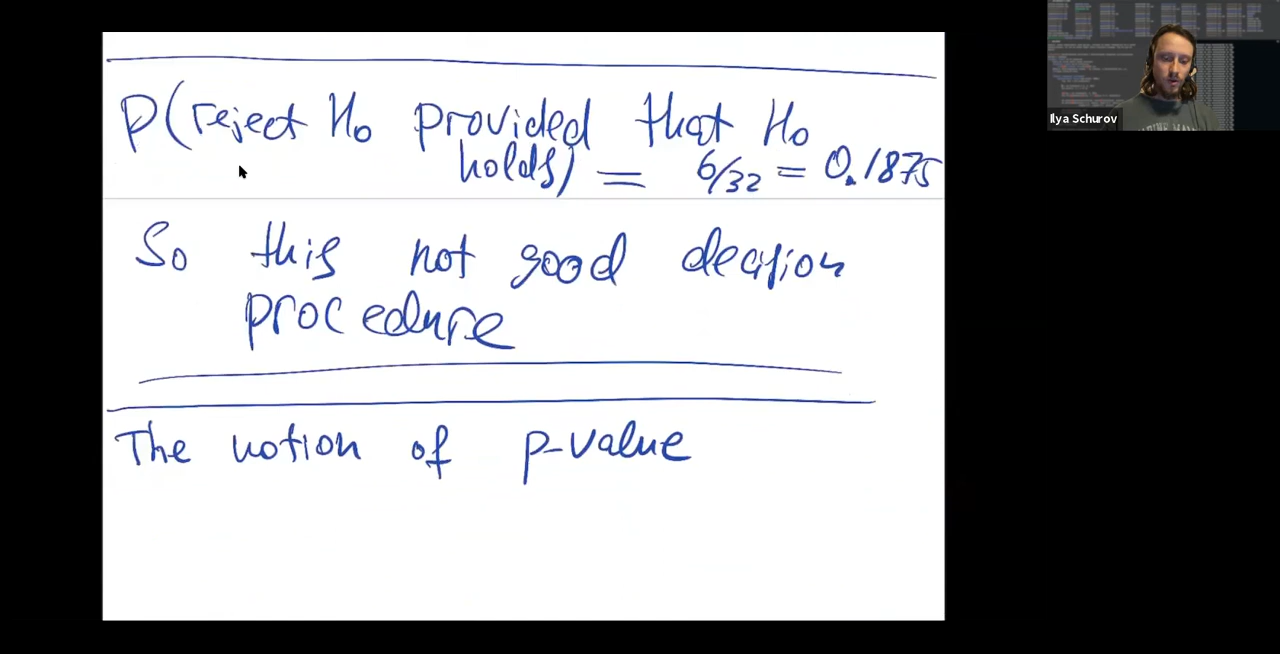 P(reject H₀ provided that H₀
holds) = 6/32 = 0.1875
So this not good decision
procedure
The notion of p-value
Ilya Schurov